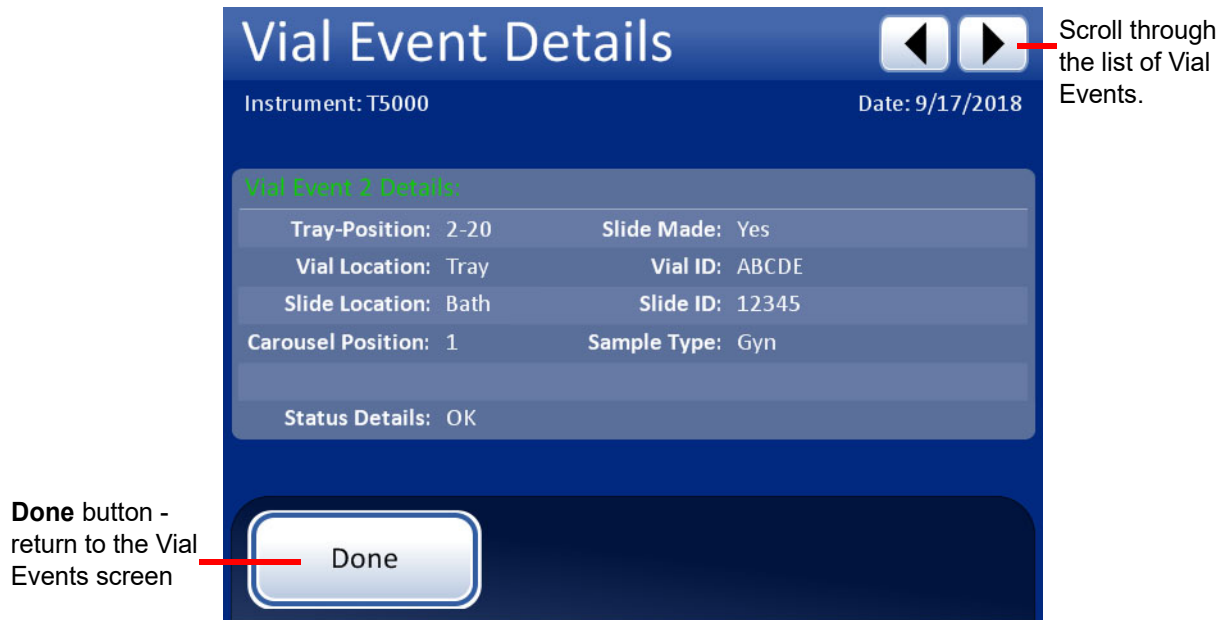 Vial Event Details
Scroll through
the list of Vial
Events.
Instrument: T5000
Date: 9/17/2018
Vial Event 2 Details:
Tray-Position: 2-20 Slide Made: Yes
Vial Location: Tray Vial ID: ABCDE
Slide Location: Bath Slide ID: 12345
Carousel Position: 1 Sample Type: Gyn
Status Details: OK
Done button -
return to the Vial
Events screen
Done